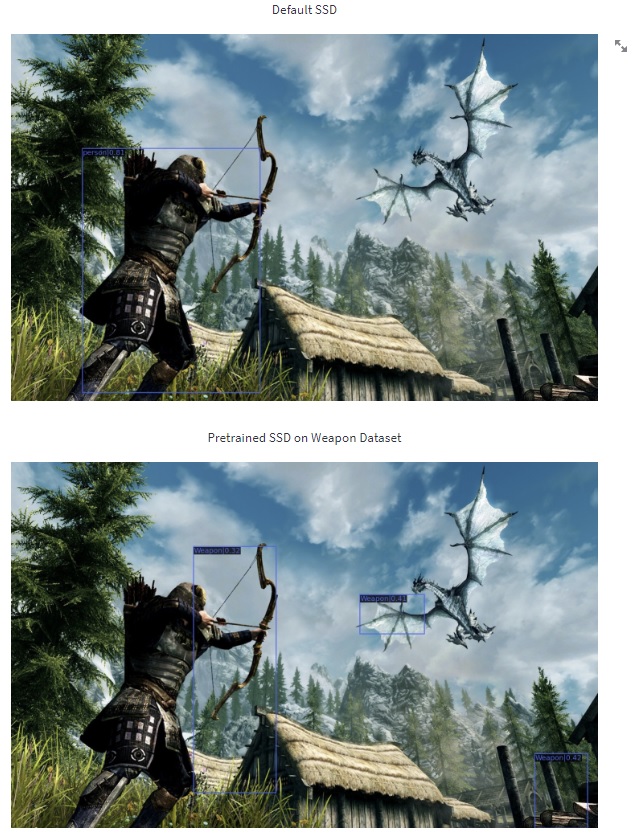 Default SSD
person|0.81
Pretrained SSD on Weapon Dataset
Weapon|0.32
Weapon|0.41
Weapon|0.42